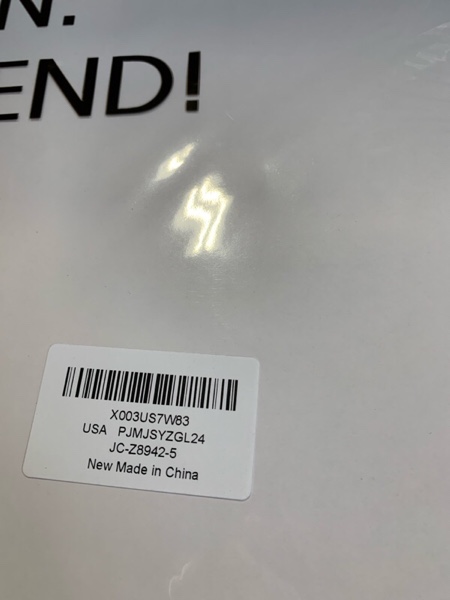 N.
END!
X003US7W83
USA PJMJSYZGL24
JC-Z8942-5
New Made in China